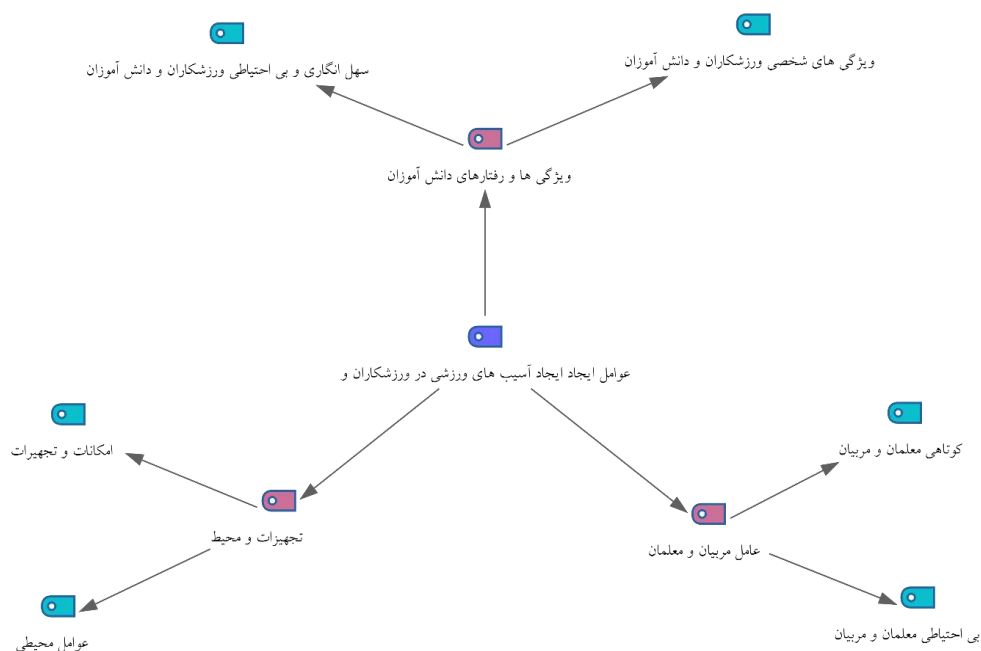 ویژگی های شخصی ورزشکاران و دانش آموزان
سهل انگاری و بی احتیاطی ورزشکاران و دانش آموزان
ویژگی ها و رفتارهای دانش آموزان
عوامل ایجاد ایجاد آسیب های ورزشی در ورزشکاران و
کوتاهی معلمان و مربیان
امکانات و تجهیرات
تجهیزات و محیط
عامل مربیان و معلمان
بی احتیاطی معلمان و مربیان
عوامل محیطی